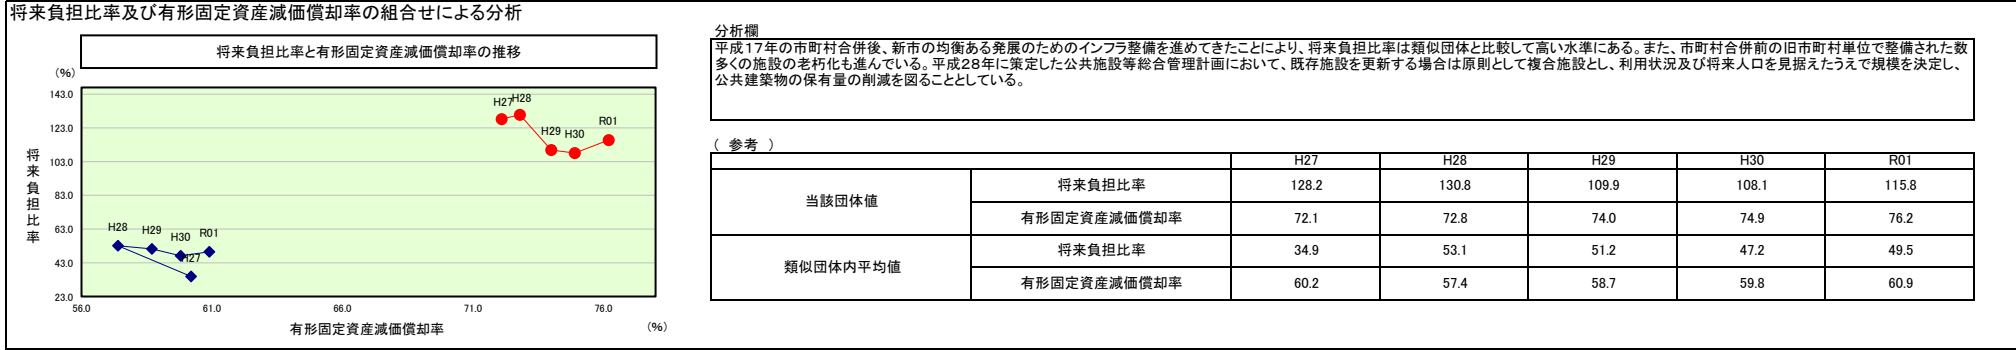 将来負担比率及び有形固定資産減価償却率の組合せによる分析
将来負担比率と有形固定資産減価償却率の推移
(%)
143.0
123.0
103.0
83.0
63.0
43.0
23.0
将来負担比率
H27
H28
H29
H30
R01
H28
H29
H30
R01
H27
56.0
61.0
66.0
71.0
76.0
有形固定資産減価償却率
(%)
分析欄
平成17年の市町村合併後、新市の均衡ある発展のためのインフラ整備を進めてきたことにより、将来負担比率は類似団体と比較して高い水準にある。また、市町村合併前の旧市町村単位で整備された数
多くの施設の老朽化も進んでいる。平成28年に策定した公共施設等総合管理計画において、既存施設を更新する場合は原則として複合施設とし、利用状況及び将来人口を見据えたうえで規模を決定し、
公共建築物の保有量の削減を図ることとしている。
( 参考 )
H27 H28 H29 H30 R01
当該団体値
将来負担比率 128.2 130.8 109.9 108.1 115.8
有形固定資産減価償却率 72.1 72.8 74.0 74.9 76.2
類似団体内平均値
将来負担比率 34.9 53.1 51.2 47.2 49.5
有形固定資産減価償却率 60.2 57.4 58.7 59.8 60.9